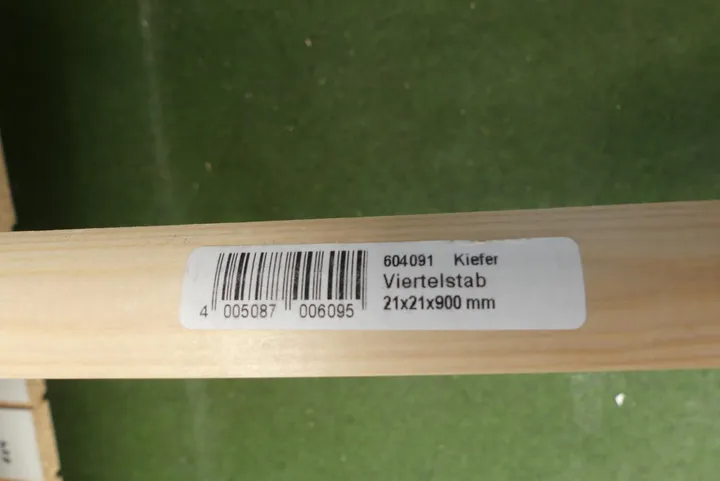 604091 Kiefer
Viertelstab
21x21x900 mm
4 005087 006095